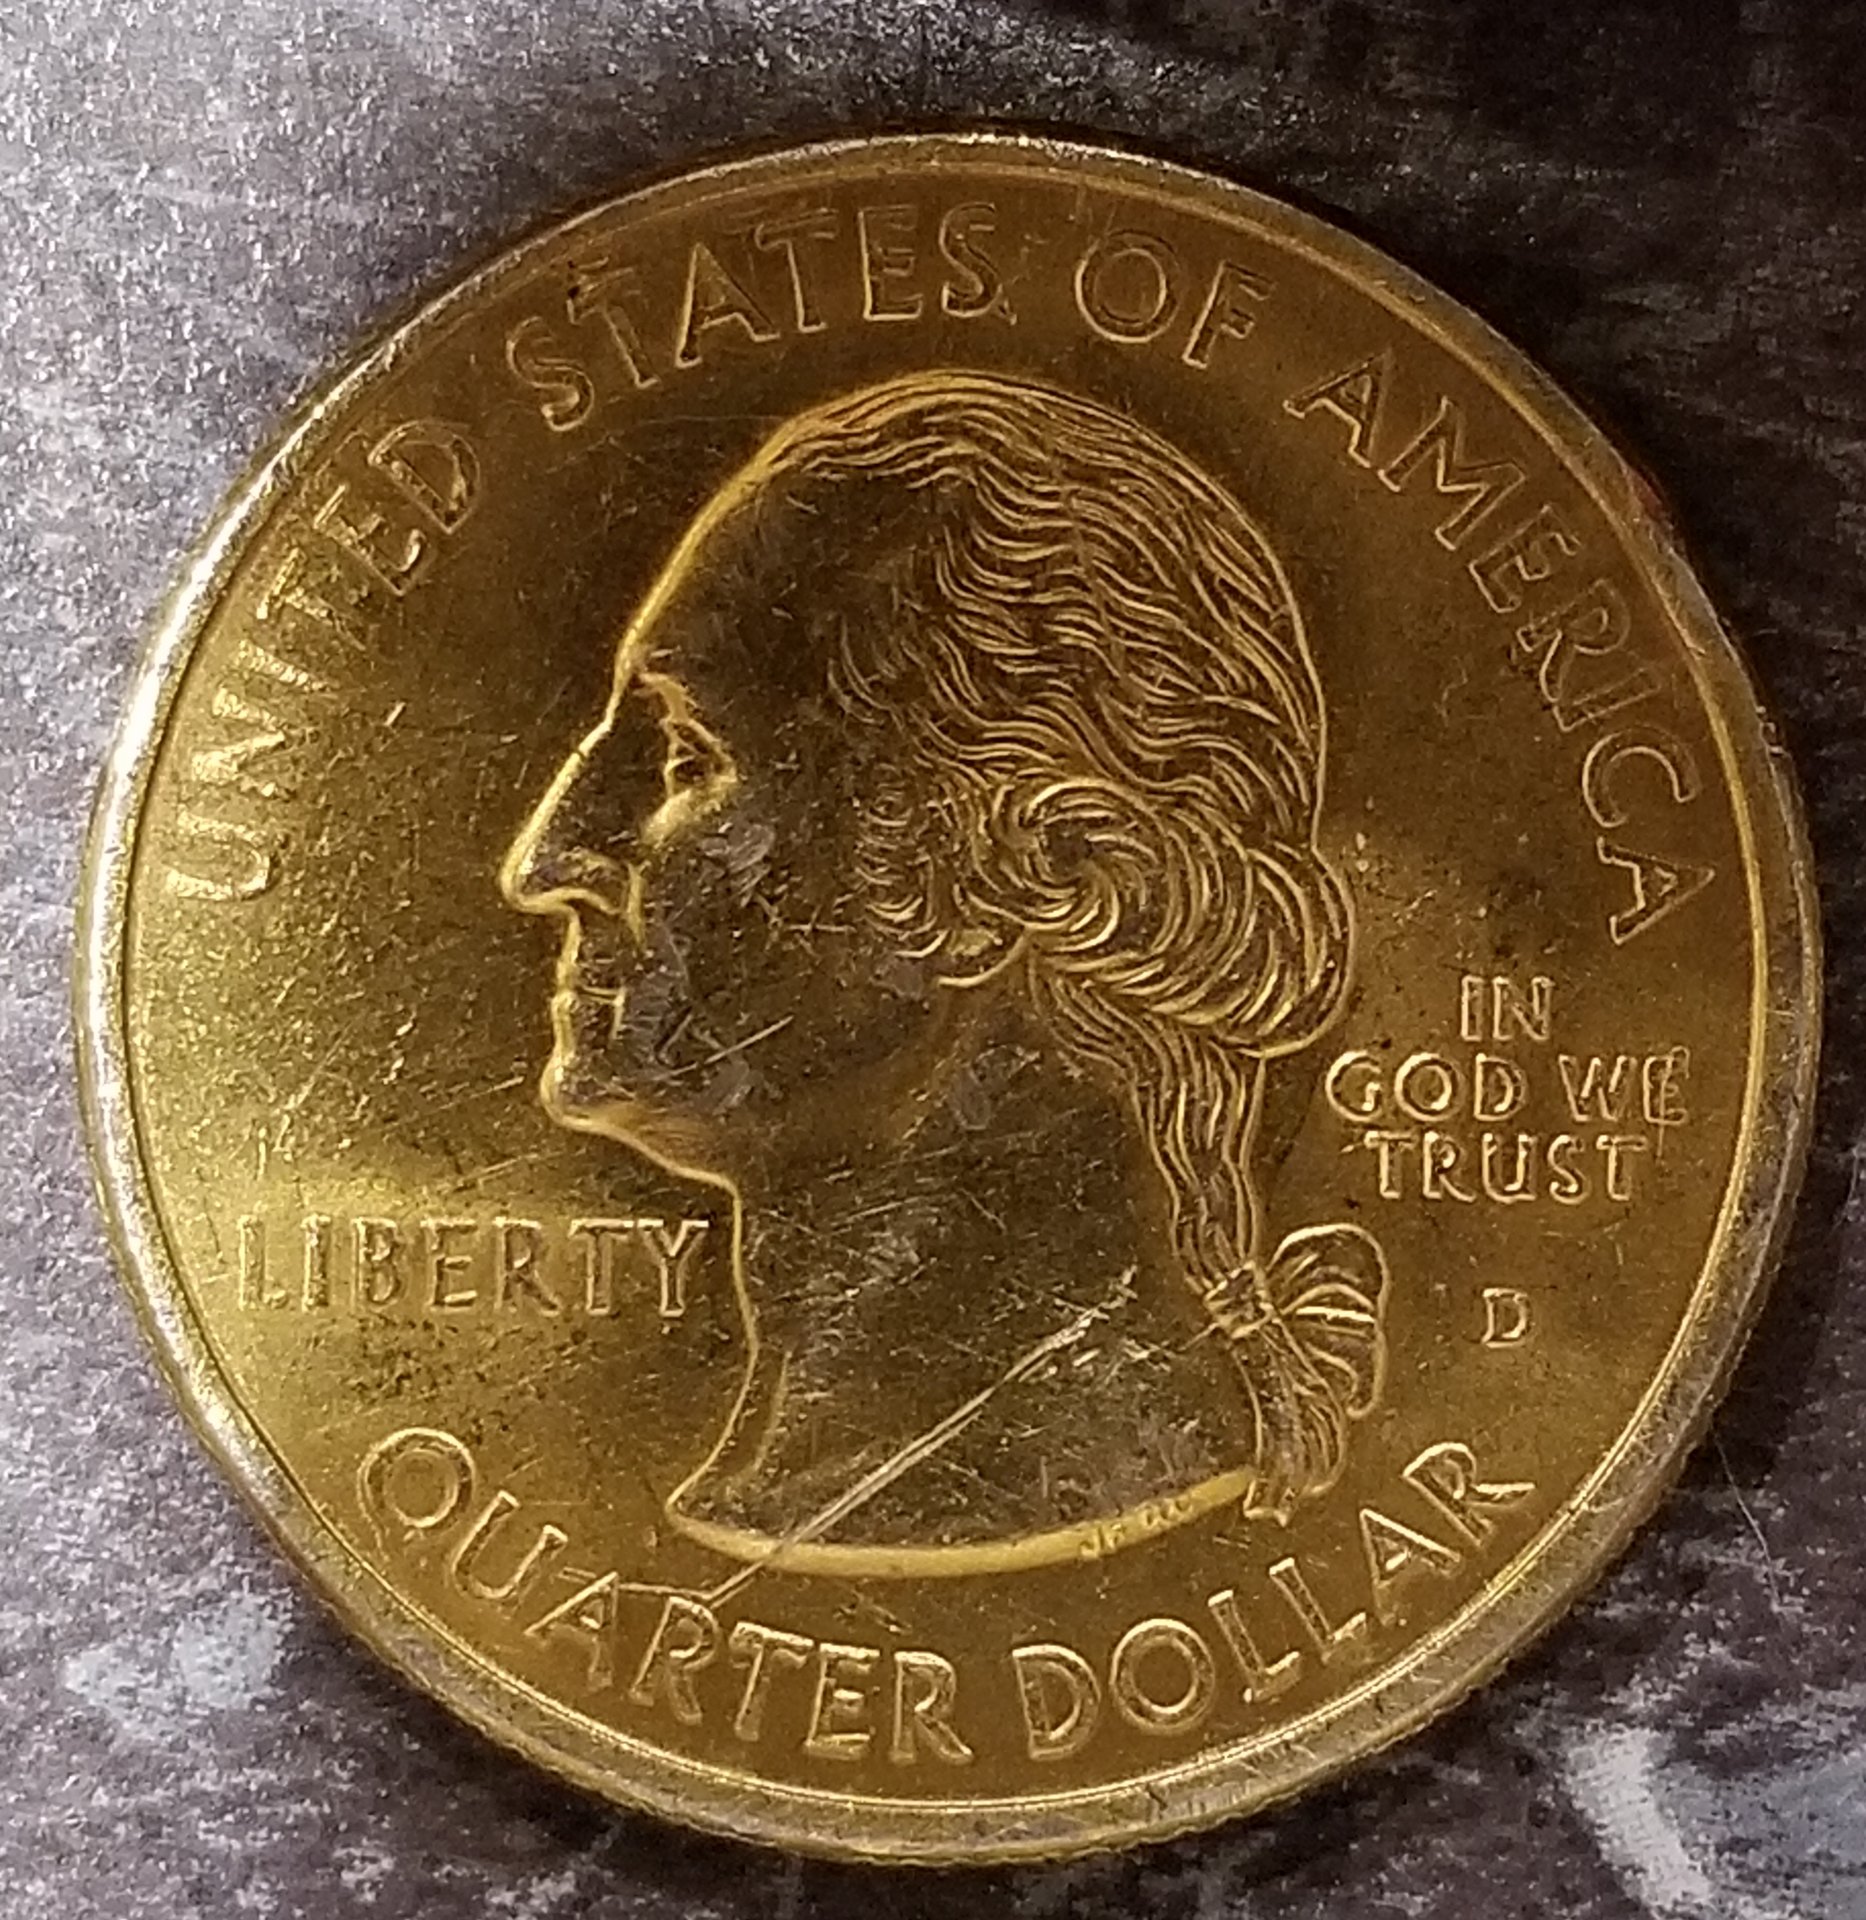 UNITED STATES OF AMERICA
LIBERTY
IN
GOD WE
TRUST
D
QUARTER DOLLAR